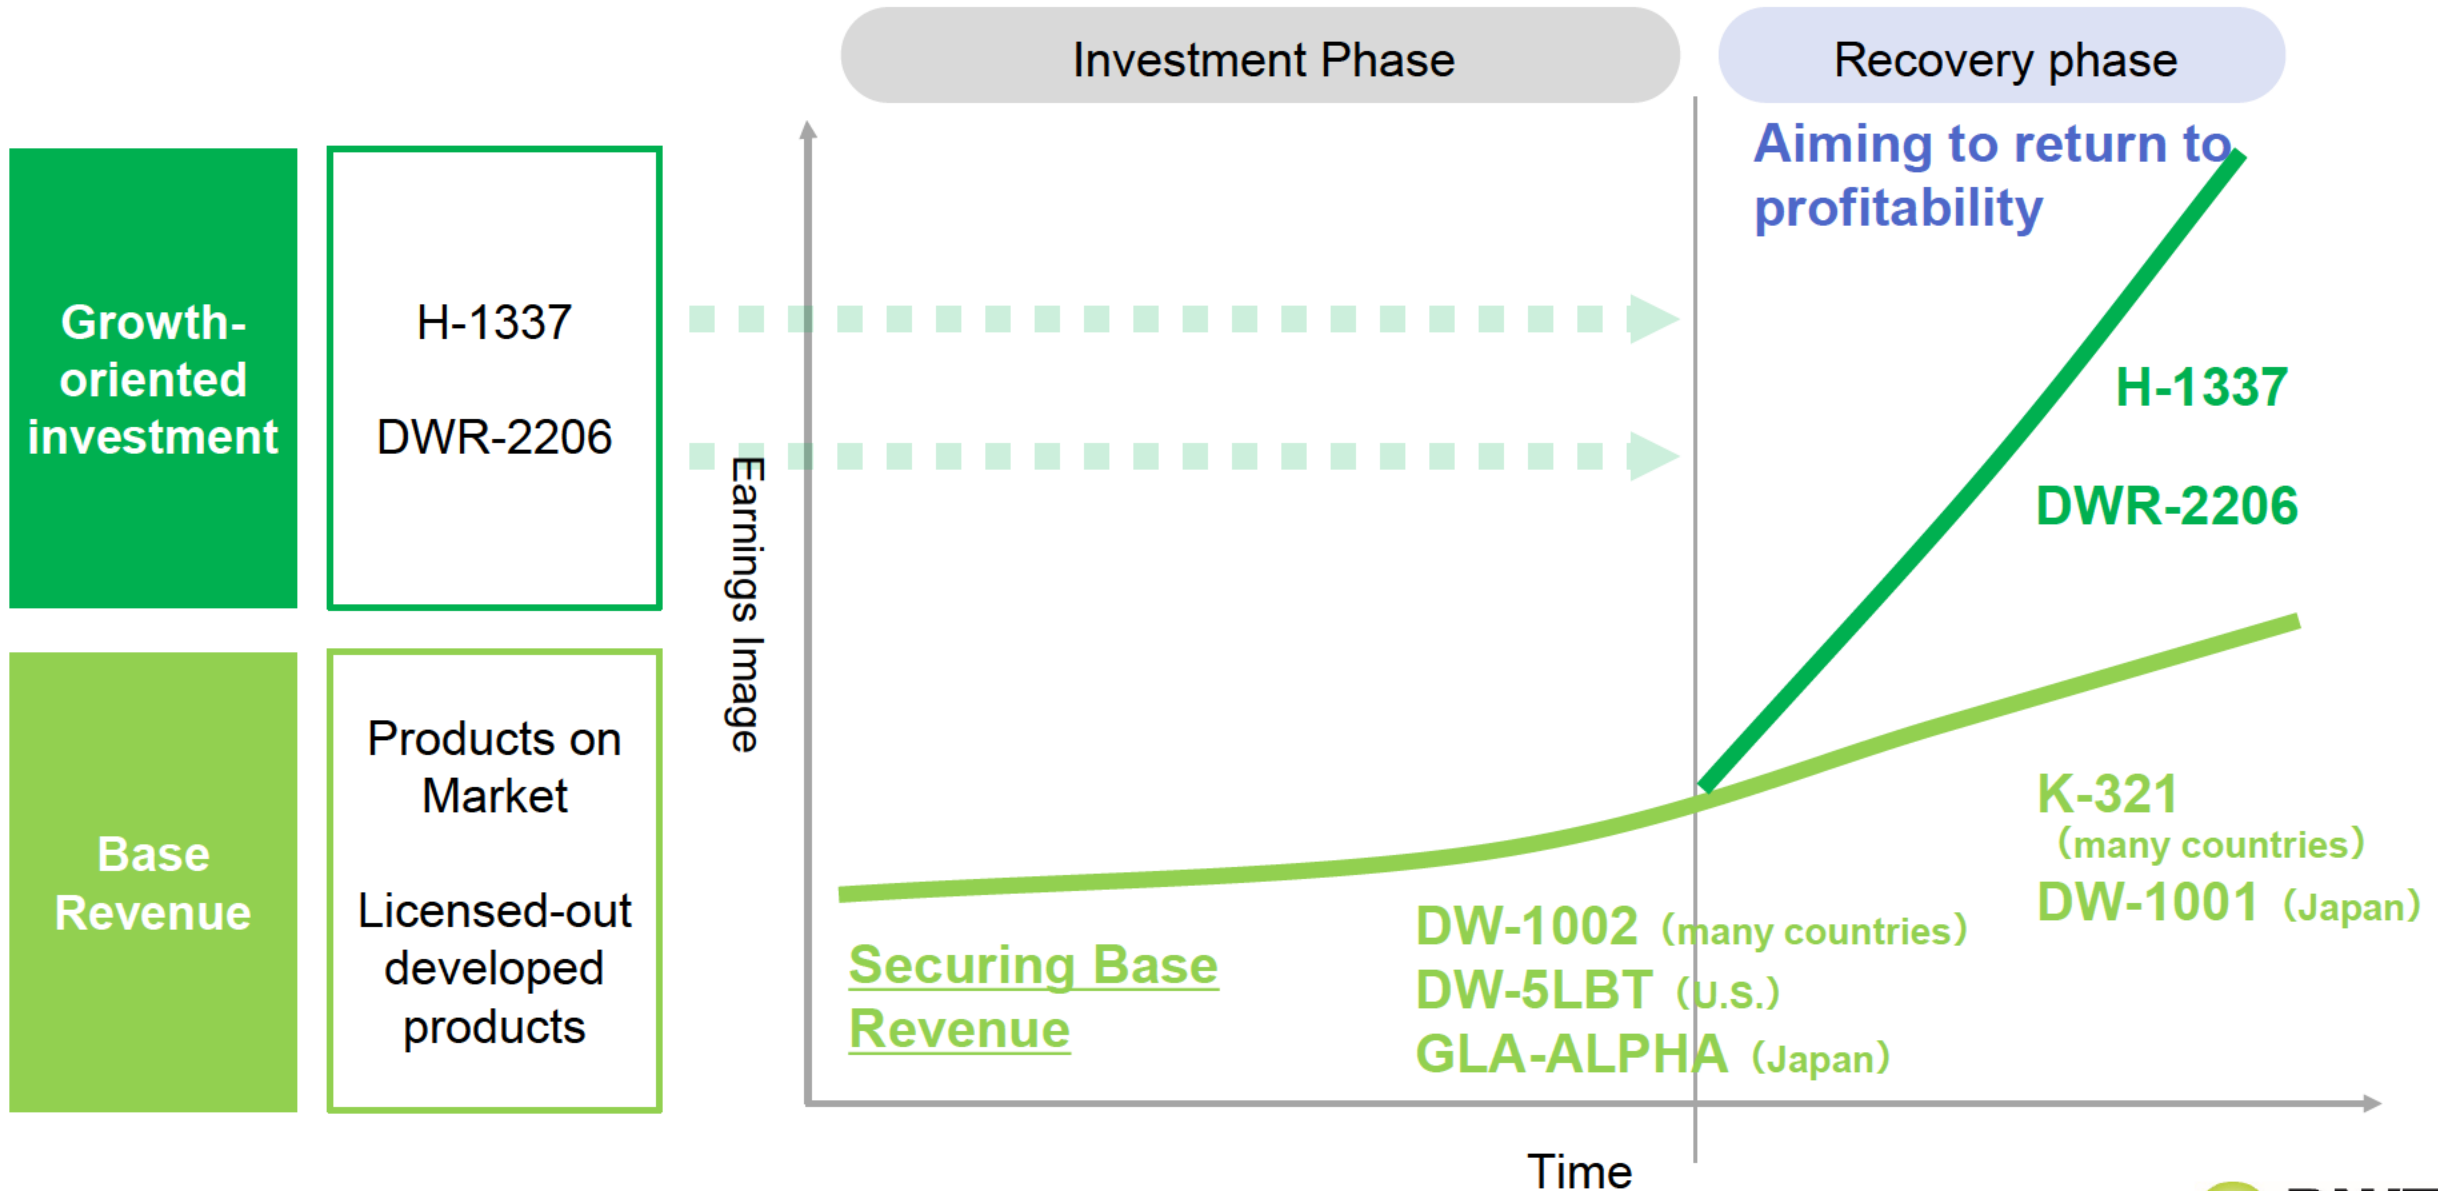 Investment Phase
Recovery phase
Aiming to return to
profitability
Growth-
oriented
investment
H-1337
DWR-2206
Earnings Image
H-1337
DWR-2206
Base
Revenue
Products on
Market
Licensed-out
developed
products
Securing Base
Revenue
DW-1002（many countries）
DW-5LBT（U.S.）
GLA-ALPHA（Japan）
K-321
（many countries）
DW-1001（Japan）
Time